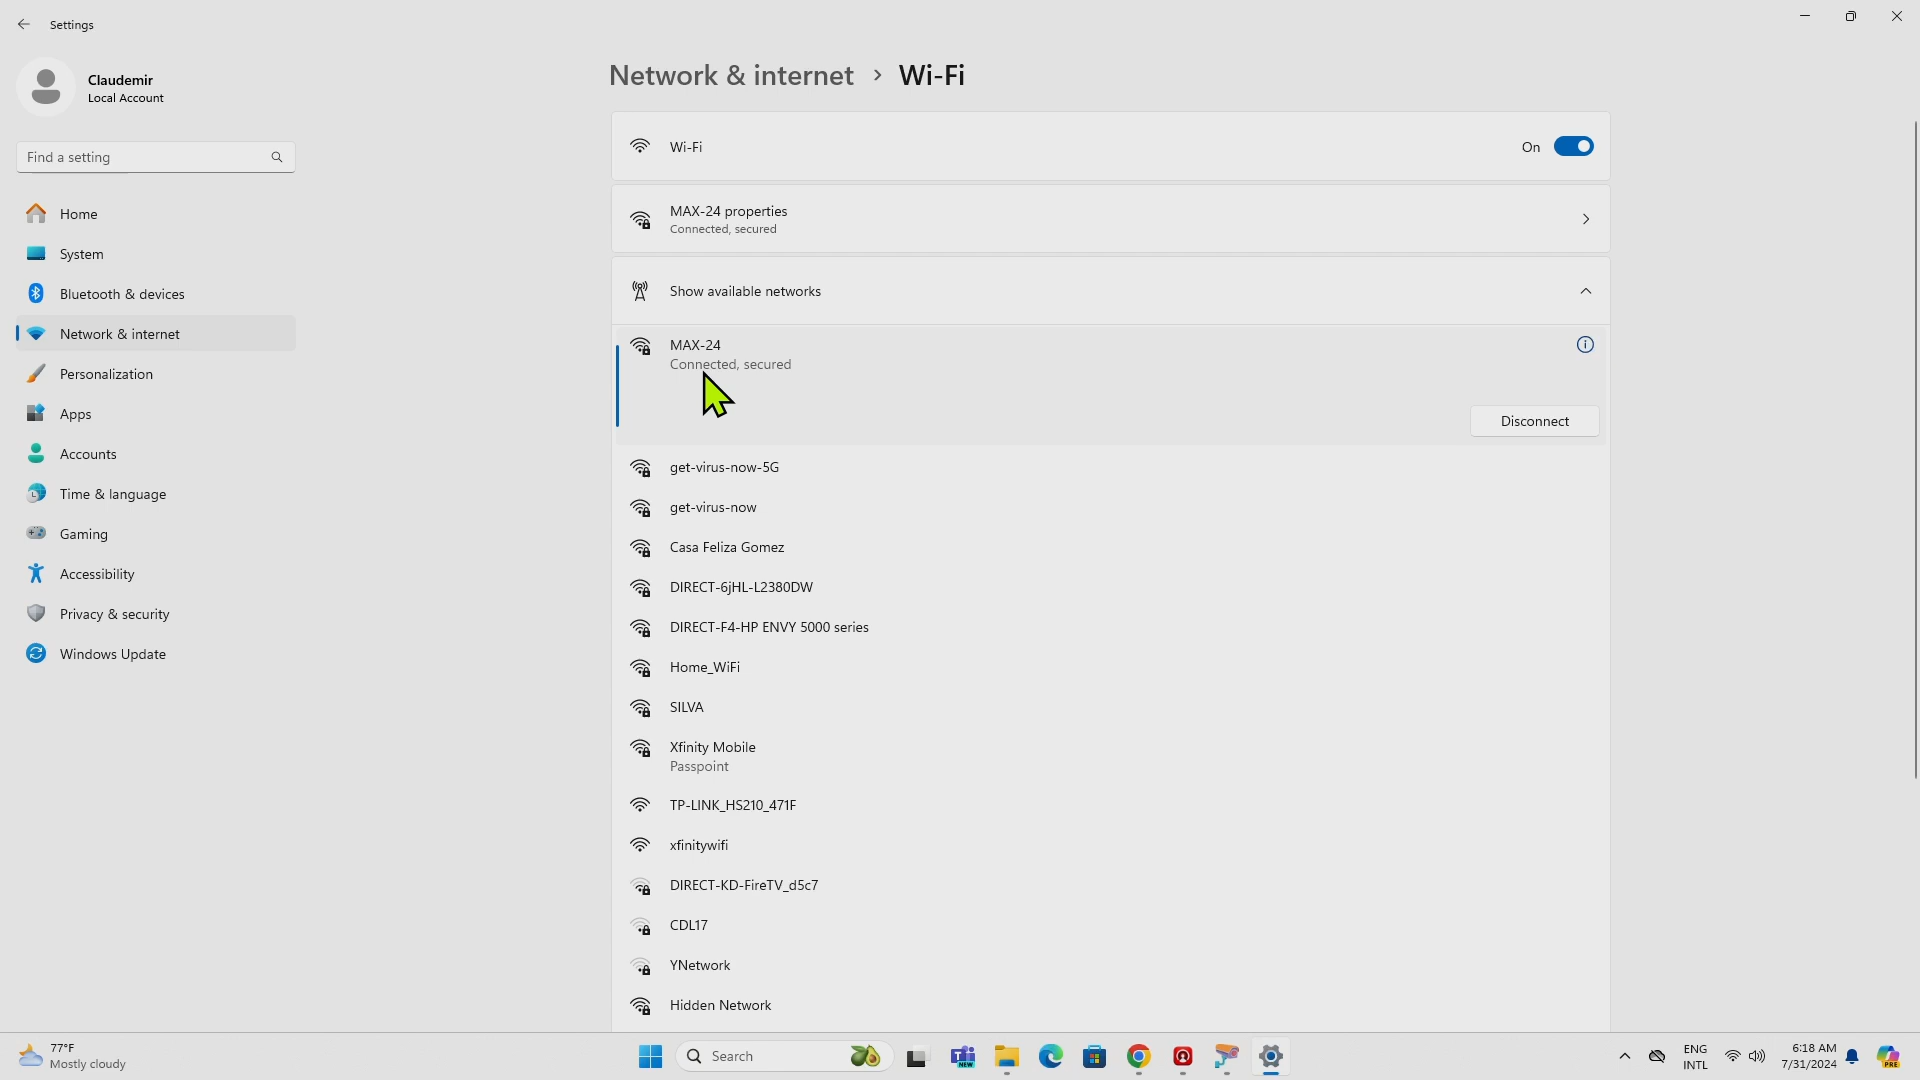 Settings
Claudemir
Local Account
Find a setting
Home
System
Bluetooth & devices
Network & internet
Personalization
Apps
Accounts
Time & language
Gaming
Accessibility
Privacy & security
Windows Update
Network & internet > Wi-Fi
Wi-Fi On
MAX-24 properties
Connected, secured
Show available networks
MAX-24
Connected, secured
Disconnect
get-virus-now-5G
get-virus-now
Casa Feliza Gomez
DIRECT-6jHL-L2380DW
DIRECT-F4-HP ENVY 5000 series
Home_WiFi
SILVA
Xfinity Mobile
Passpoint
TP-LINK_HS210_471F
xfinitywifi
DIRECT-KD-FireTV_d5c7
CDL17
YNetwork
Hidden Network
77°F
Mostly cloudy
Search
NEW
ENG
INTL
6:18 AM
7/31/2024
PRE